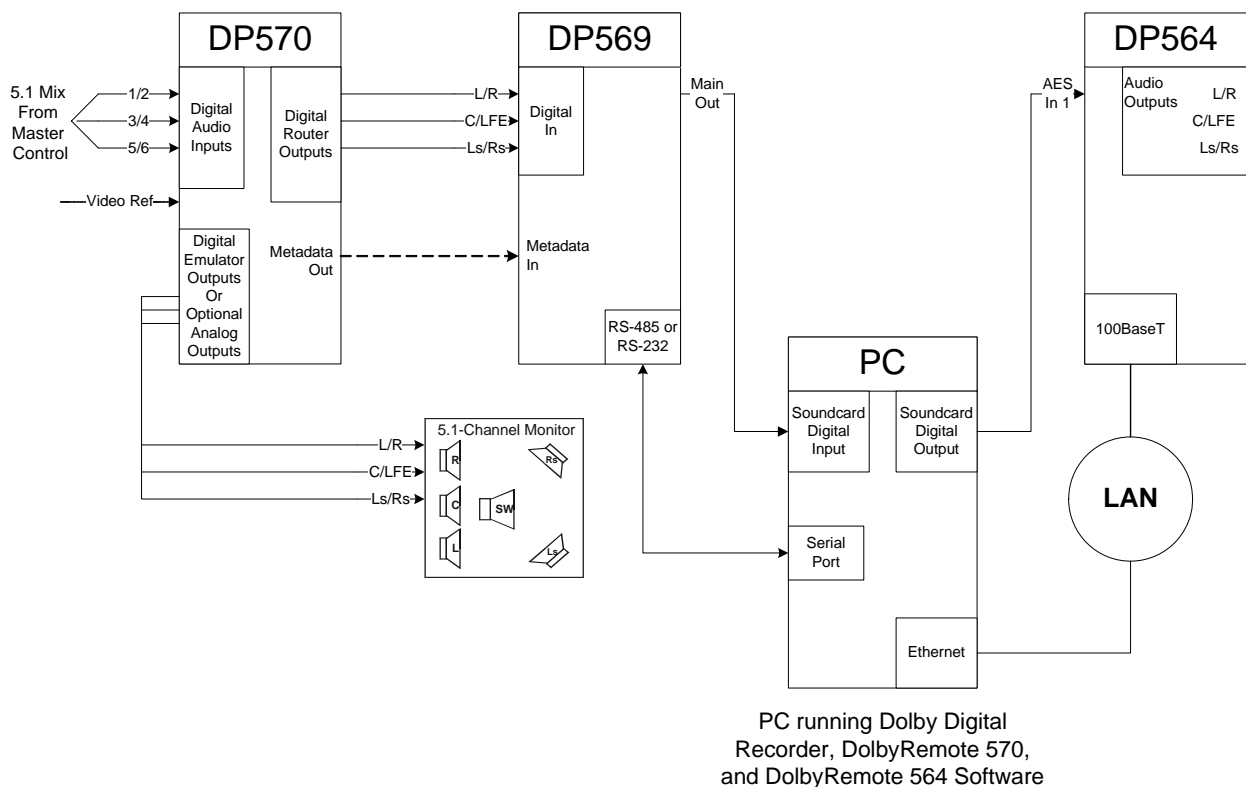 DP570
DP569
DP564
5.1 Mix
From
Master
Control
1/2
3/4
5/6
Digital
Audio
Inputs
Digital
Router
Outputs
L/R
C/LFE
Ls/Rs
Digital
In
Main
Out
AES
In 1
Audio
Outputs
L/R
C/LFE
Ls/Rs
Video Ref
Digital
Emulator
Outputs
Or
Optional
Analog
Outputs
Metadata
Out
Metadata
In
RS-485 or
RS-232
100BaseT
PC
Soundcard
Digital
Input
Soundcard
Digital
Output
5.1-Channel Monitor
L/R
C/LFE
Ls/Rs
R
Rs
C
SW
L
Ls
LAN
Serial
Port
Ethernet
PC running Dolby Digital
Recorder, DolbyRemote 570,
and DolbyRemote 564 Software